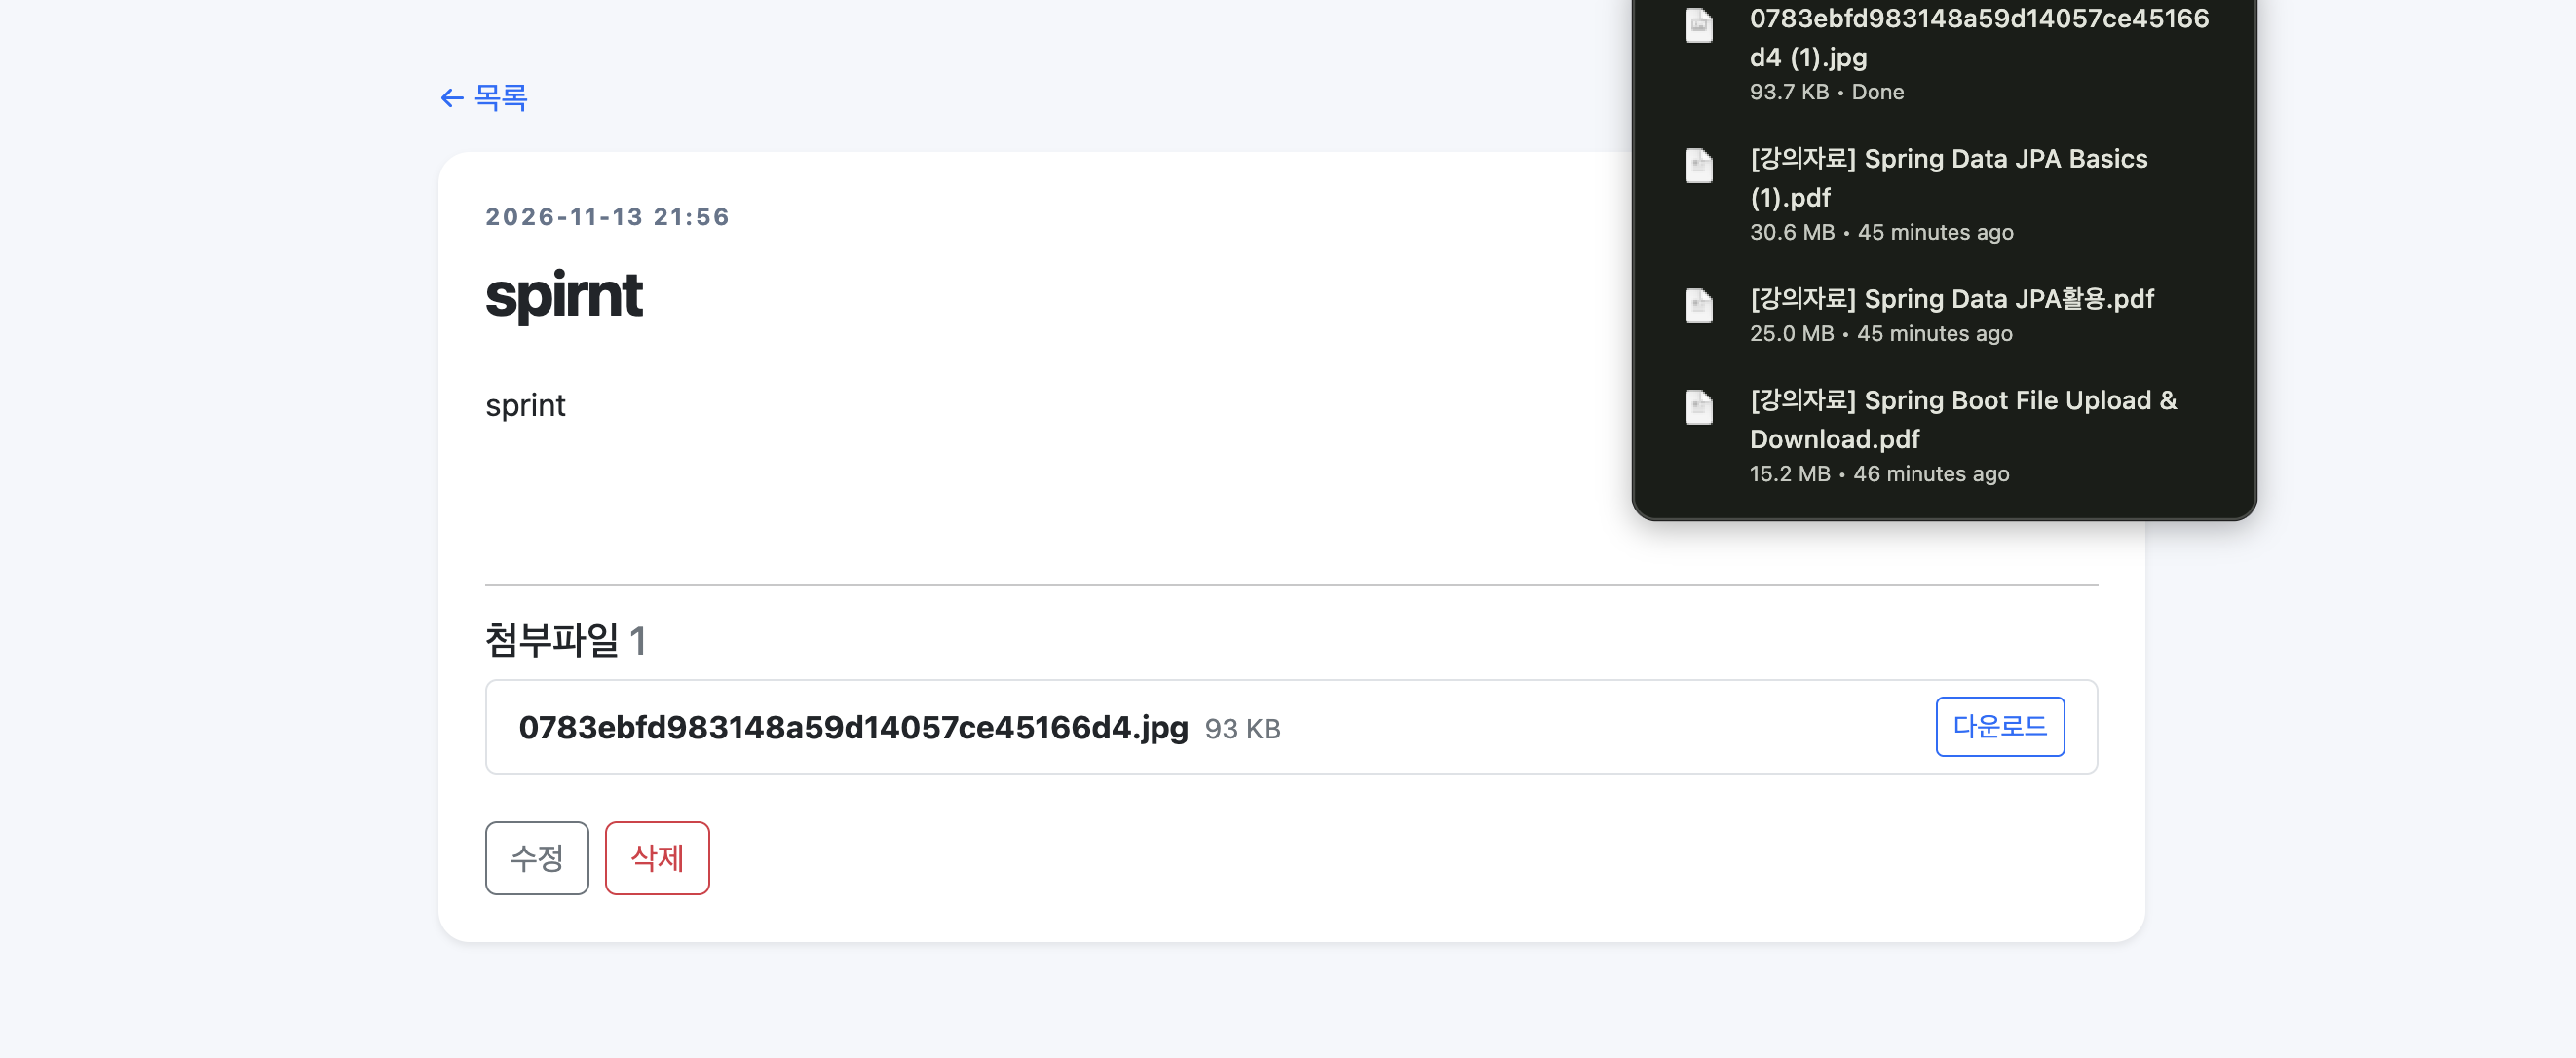 ← 목록
2026-11-13 21:56
spirnt
sprint
첨부파일 1
0783ebfd983148a59d14057ce45166d4.jpg 93 KB
다운로드
수정
삭제
0783ebfd983148a59d14057ce45166
d4 (1).jpg
93.7 KB • Done
[강의자료] Spring Data JPA Basics
(1).pdf
30.6 MB • 45 minutes ago
[강의자료] Spring Data JPA활용.pdf
25.0 MB • 45 minutes ago
[강의자료] Spring Boot File Upload &
Download.pdf
15.2 MB • 46 minutes ago